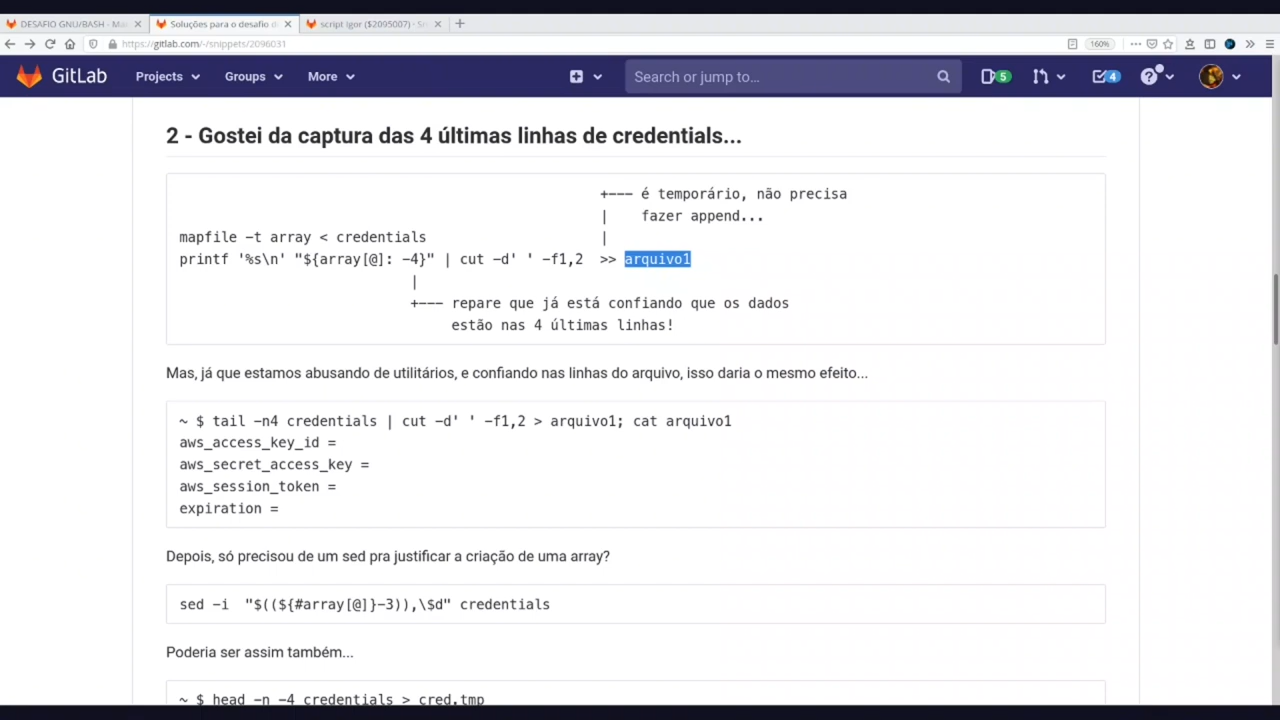 DESAFIO GNU/BASH - Ma
Soluções para o desafio d
script igor ($2095007) · Sni
https://gitlab.com/-/snippets/2096031
160%
GitLab
Projects
Groups
More
Search or jump to...
5
4
2 - Gostei da captura das 4 últimas linhas de credentials...
+--- é temporário, não precisa
| fazer append...
mapfile -t array < credentials |
printf '%s\n' "${array[@]: -4}" | cut -d' ' -f1,2 >> arquivo1
|
+--- repare que já está confiando que os dados
estão nas 4 últimas linhas!
Mas, já que estamos abusando de utilitários, e confiando nas linhas do arquivo, isso daria o mesmo efeito...
~ $ tail -n4 credentials | cut -d' ' -f1,2 > arquivo1; cat arquivo1
aws_access_key_id =
aws_secret_access_key =
aws_session_token =
expiration =
Depois, só precisou de um sed pra justificar a criação de uma array?
sed -i "$((${#array[@]}-3)),\$d" credentials
Poderia ser assim também...
~ $ head -n -4 credentials > cred.tmp